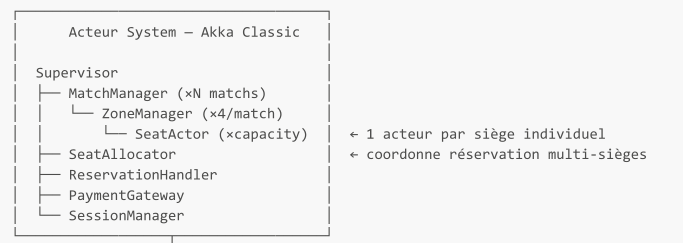 Acteur System — Akka Classic
Supervisor
├── MatchManager (×N matchs)
│   └── ZoneManager (×4/match)
│       └── SeatActor (×capacity) ← 1 acteur par siège individuel
├── SeatAllocator ← coordonne réservation multi-sièges
├── ReservationHandler
├── PaymentGateway
└── SessionManager